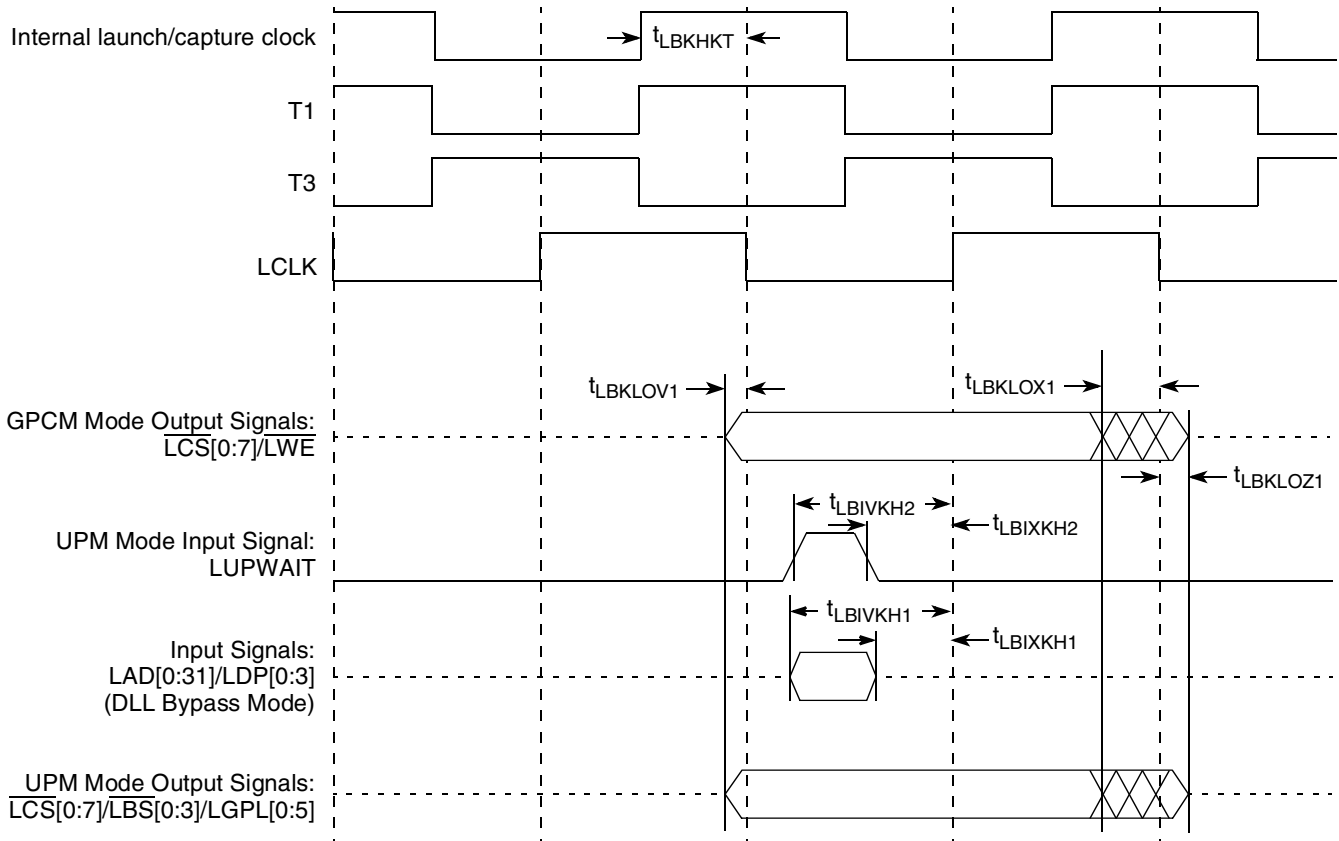 Internal launch/capture clock
tLBKHKT
T1
T3
LCLK
tLBKLOV1
tLBKLOX1
GPCM Mode Output Signals:
LCS[0:7]/LWE
tLBKLOZ1
tLBIVKH2
tLBIXKH2
UPM Mode Input Signal:
LUPWAIT
tLBIVKH1
tLBIXKH1
Input Signals:
LAD[0:31]/LDP[0:3]
(DLL Bypass Mode)
UPM Mode Output Signals:
LCS[0:7]/LBS[0:3]/LGPL[0:5]